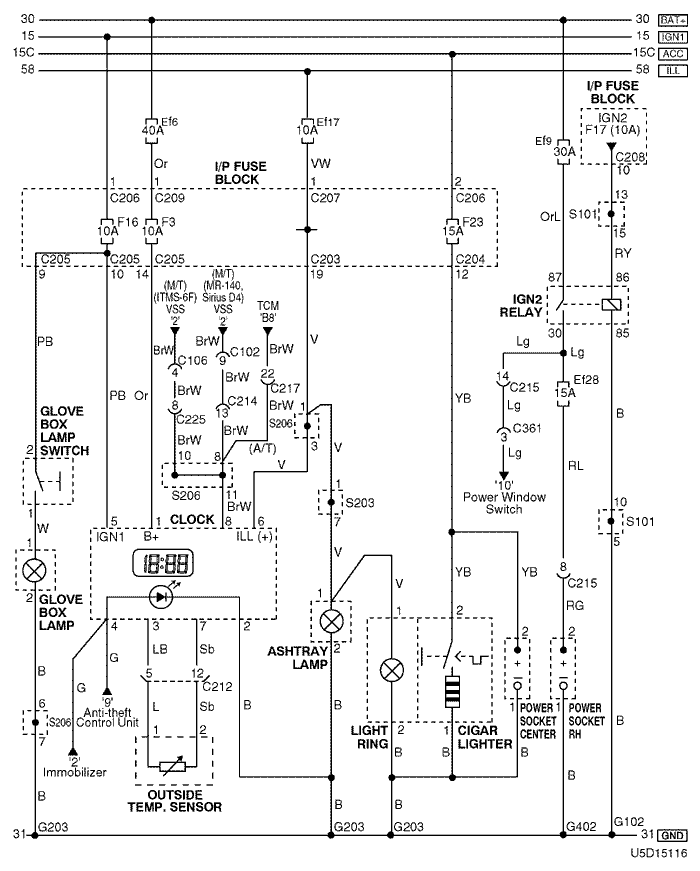 30 30 BAT+
15 15 IGN1
15C 15C ACC
58 58 ILL
I/P FUSE
BLOCK
IGN2
F17 (10A)
Ef6
40A
Ef17
10A
Ef9
30A
C208
10
Or
VW
I/P FUSE
BLOCK
1 1 1 2
C206 C209 C207 C206
13
S101
15
OrL
F16
10A
F3
10A
F23
15A
RY
C205 C205 C205 C203 C204
9 10 14 19 12
87 86
IGN2
RELAY
30 85
(M/T)
(ITMS-6F)
VSS
'2'
(M/T)
(MR-140,
Sirius D4)
VSS
'2'
TCM
'B8'
PB
V
BrW BrW BrW
C106
4
9
C102
22
C217
Lg Lg
14
C215
Ef28
15A
PB Or
BrW BrW BrW
YB
B
8
C225
13
C214
Lg
3
C361
Lg
GLOVE
BOX
LAMP
SWITCH
2
BrW BrW
(A/T)
1
S206
3
V
V
10 8
S206
11
BrW
RL
'10'
Power Window
Switch
1
S203
7
10
S101
5
1
W
CLOCK
5 1 8 6
IGN1 B+ ILL (+)
18:88
V
1
2
GLOVE
BOX
LAMP
V
YB YB
8
C215
RG
1
ASHTRAY
LAMP
2
4 3 7 2
LB Sb
G G
5 12
C212
L Sb
1 2
B
1 2
2 2
+ +
1 1
POWER
SOCKET
CENTER
POWER
SOCKET
RH
B
6
S206
7
'9'
Anti-theft
Control Unit
'2'
Immobilizer
B
LIGHT
RING
2 1
CIGAR
LIGHTER
B B B B
OUTSIDE
TEMP. SENSOR
B
B B
31 G203 G203 G203 G402 G102 31 GND
U5D15116